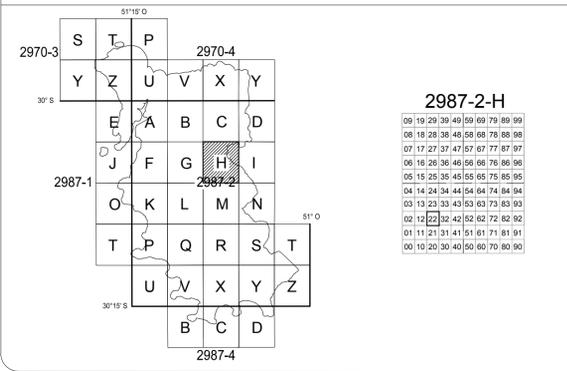 51°15' O
S T P
2970-3 2970-4
Y Z U V X Y
30° S
E A B C D
2987-2-H
J F G H I
2987-1 2987-2
O K L M N
51° O
T P Q R S T
U V X Y Z
30°15' S
B C D
2987-4
09 19 29 39 49 59 69 79 89 99
08 18 28 38 48 58 68 78 88 98
07 17 27 37 47 57 67 77 87 97
06 16 26 36 46 56 66 76 86 96
05 15 25 35 45 55 65 75 85 95
04 14 24 34 44 54 64 74 84 94
03 13 23 33 43 53 63 73 83 93
02 12 22 32 42 52 62 72 82 92
01 11 21 31 41 51 61 71 81 91
00 10 20 30 40 50 60 70 80 90